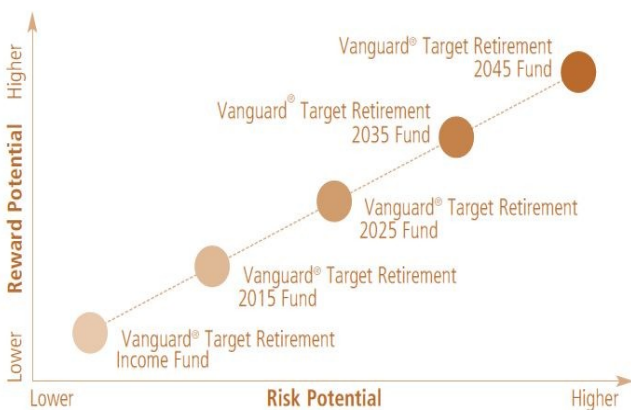 Vanguard® Target Retirement
2045 Fund
Vanguard® Target Retirement
2035 Fund
Vanguard® Target Retirement
2025 Fund
Vanguard® Target Retirement
2015 Fund
Vanguard® Target Retirement
Income Fund
Higher
Reward Potential
Lower
Lower
Risk Potential
Higher